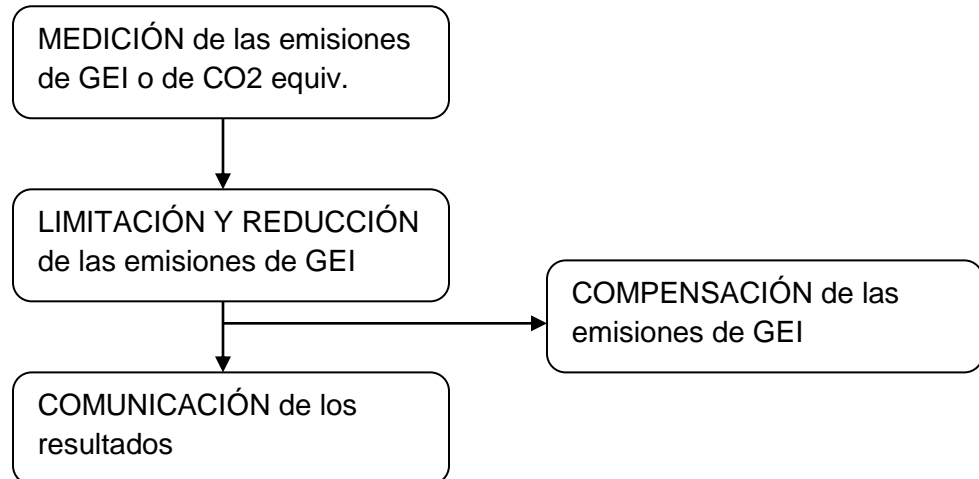 MEDICIÓN de las emisiones
de GEI o de CO2 equiv.
LIMITACIÓN Y REDUCCIÓN
de las emisiones de GEI
COMPENSACIÓN de las
emisiones de GEI
COMUNICACIÓN de los
resultados